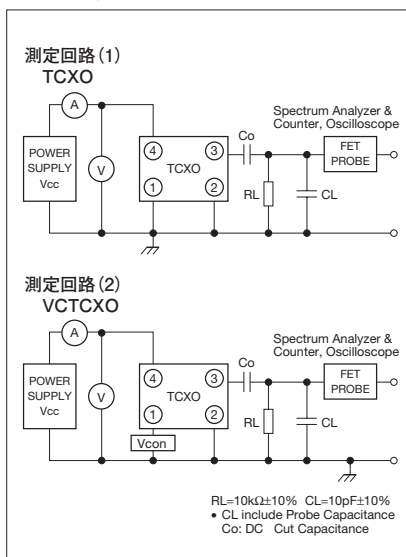 測定回路(1)
TCXO
A
POWER
SUPPLY
Vcc
V
④ ③
TCXO
① ②
Co
RL
CL
Spectrum Analyzer &
Counter, Oscilloscope
FET
PROBE
測定回路(2)
VCTCXO
A
POWER
SUPPLY
Vcc
V
④ ③
TCXO
① ②
Vcon
Co
RL
CL
Spectrum Analyzer &
Counter, Oscilloscope
FET
PROBE
RL=10kΩ±10% CL=10pF±10%
• CL include Probe Capacitance
Co: DC Cut Capacitance